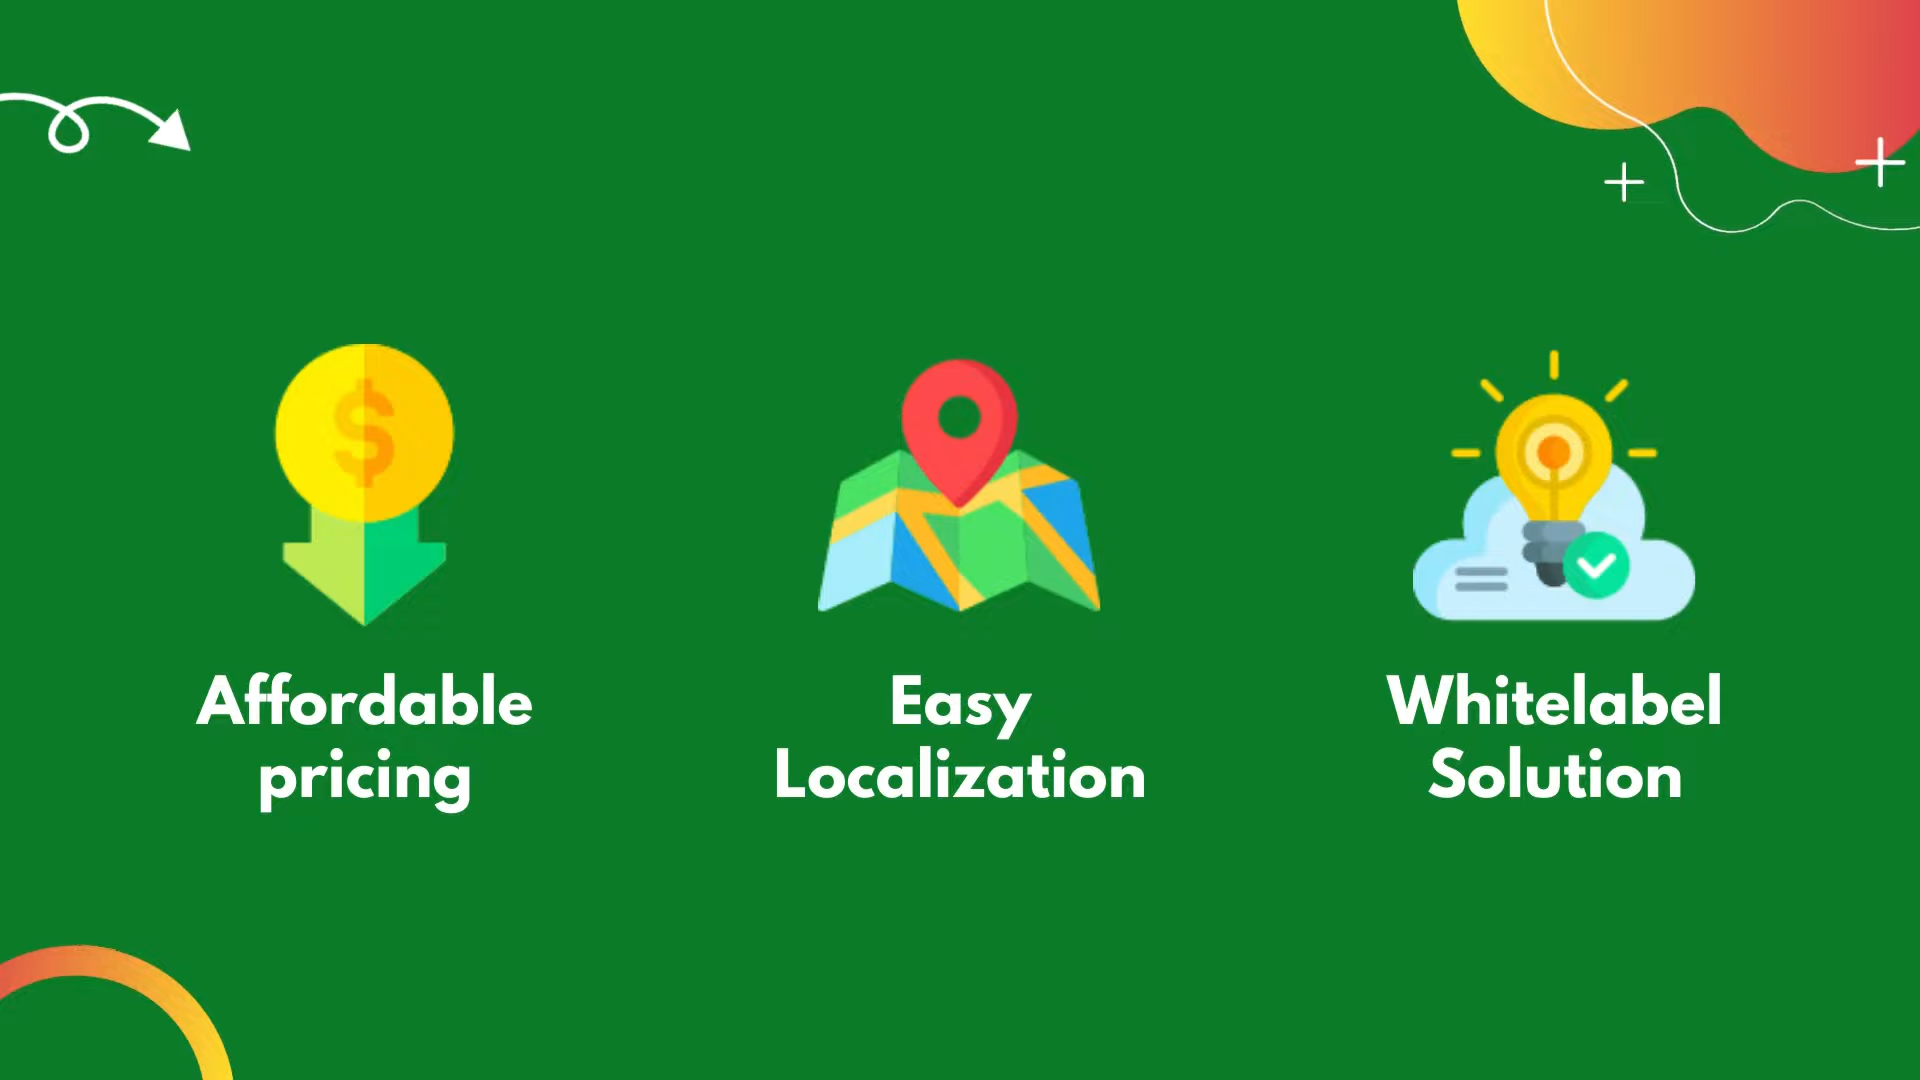 Affordable
pricing
Easy
Localization
Whitelabel
Solution